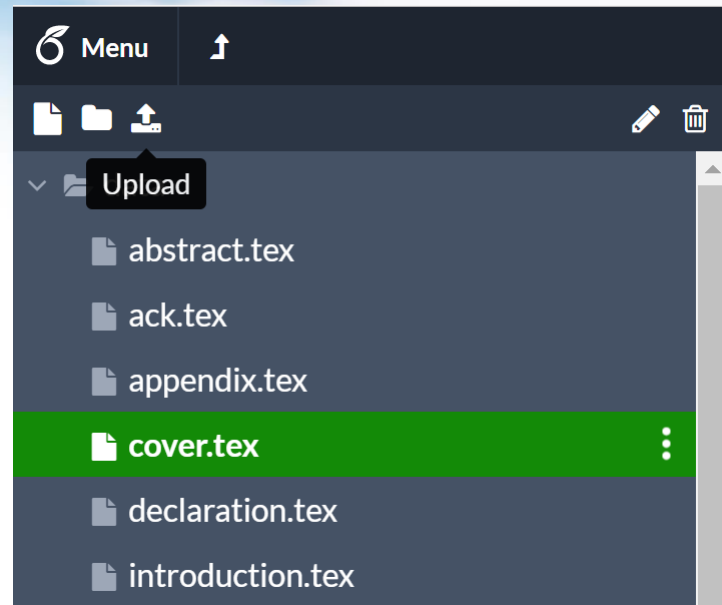 Menu
Upload
abstract.tex
ack.tex
appendix.tex
cover.tex
declaration.tex
introduction.tex